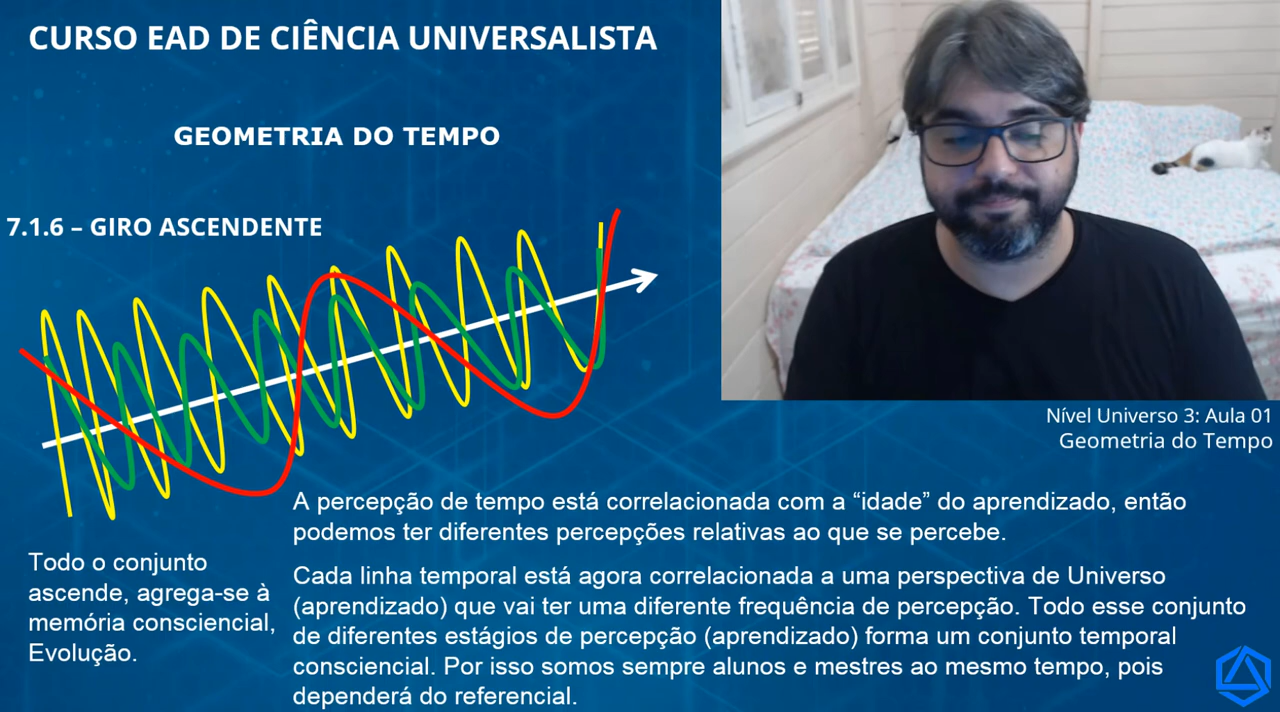 CURSO EAD DE CIÊNCIA UNIVERSALISTA
GEOMETRIA DO TEMPO
7.1.6 – GIRO ASCENDENTE
Nível Universo 3: Aula 01
Geometria do Tempo
A percepção de tempo está correlacionada com a “idade” do aprendizado, então
podemos ter diferentes percepções relativas ao que se percebe.
Todo o conjunto
ascende, agrega-se à
memória consciencial,
Evolução.
Cada linha temporal está agora correlacionada a uma perspectiva de Universo
(aprendizado) que vai ter uma diferente frequência de percepção. Todo esse conjunto
de diferentes estágios de percepção (aprendizado) forma um conjunto temporal
consciencial. Por isso somos sempre alunos e mestres ao mesmo tempo, pois
dependerá do referencial.